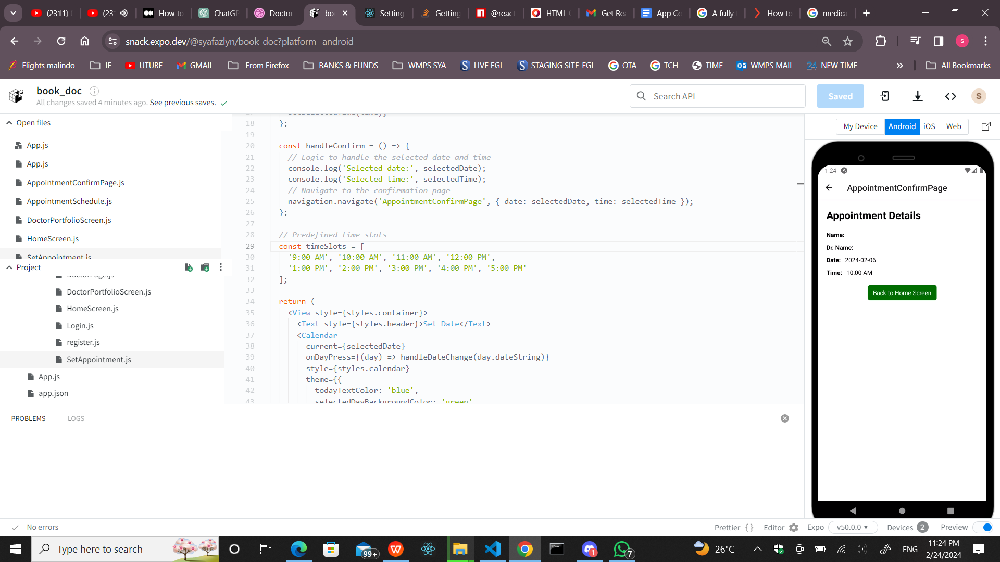 (2311)
(23
How to
ChatGP
Doctor
bo
Setting
Getting
@react
HTML
Get Rea
App Co
A fully
How to
medica
snack.expo.dev/@syafazlyn/book_doc?platform=android
S
Flights malindo
IE
UTUBE
GMAIL
From Firefox
BANKS & FUNDS
WMPS SYA
LIVE EGL
STAGING SITE-EGL
OTA
TCH
TIME
WMPS MAIL
NEW TIME
All Bookmarks
book_doc
All changes saved 4 minutes ago. See previous saves.
Search API
Saved
S
Open files
App.js
App.js
AppointmentConfirmPage.js
AppointmentSchedule.js
DoctorPortfolioScreen.js
HomeScreen.js
SetAppointment.js
Project
DoctorPage.js
DoctorPortfolioScreen.js
HomeScreen.js
Login.js
register.js
SetAppointment.js
App.js
app.json
17 setSelectedTime(time);
18 };
19
20 const handleConfirm = () => {
21 // Logic to handle the selected date and time
22 console.log('Selected date:', selectedDate);
23 console.log('Selected time:', selectedTime);
24 // Navigate to the confirmation page
25 navigation.navigate('AppointmentConfirmPage', { date: selectedDate, time: selectedTime });
26 };
27
28 // Predefined time slots
29 const timeSlots = [
30 '9:00 AM', '10:00 AM', '11:00 AM', '12:00 PM',
31 '1:00 PM', '2:00 PM', '3:00 PM', '4:00 PM', '5:00 PM'
32 ];
33
34 return (
35 <View style={styles.container}>
36 <Text style={styles.header}>Set Date</Text>
37 <Calendar
38 current={selectedDate}
39 onDayPress={(day) => handleDateChange(day.dateString)}
40 style={styles.calendar}
41 theme={{
42 todayTextColor: 'blue',
43 selectedDayBackgroundColor: 'green'
My Device
Android
iOS
Web
11:24
AppointmentConfirmPage
Appointment Details
Name:
Dr. Name:
Date: 2024-02-06
Time: 10:00 AM
Back to Home Screen
PROBLEMS
LOGS
No errors
Prettier {}
Editor
Expo
v50.0.0
Devices 2
Preview
Type here to search
99+
1
7
26°C
ENG
11:24 PM
2/24/2024